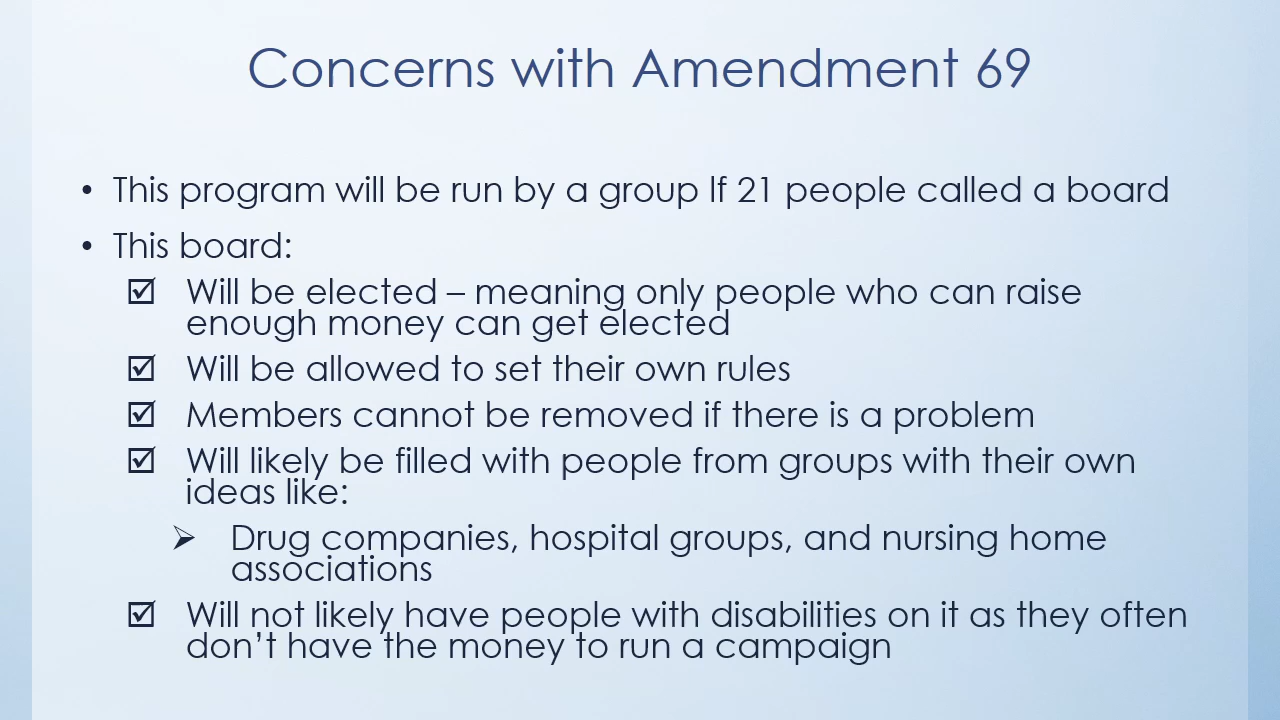 Concerns with Amendment 69
• This program will be run by a group lf 21 people called a board
• This board:
☑ Will be elected – meaning only people who can raise
enough money can get elected
☑ Will be allowed to set their own rules
☑ Members cannot be removed if there is a problem
☑ Will likely be filled with people from groups with their own
ideas like:
➢ Drug companies, hospital groups, and nursing home
associations
☑ Will not likely have people with disabilities on it as they often
don’t have the money to run a campaign